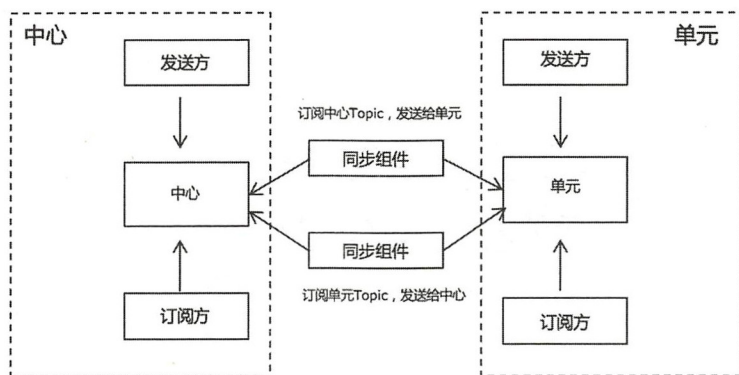 中心
单元
发送方
发送方
订阅中心Topic，发送给单元
同步组件
中心
单元
同步组件
订阅单元Topic，发送给中心
订阅方
订阅方